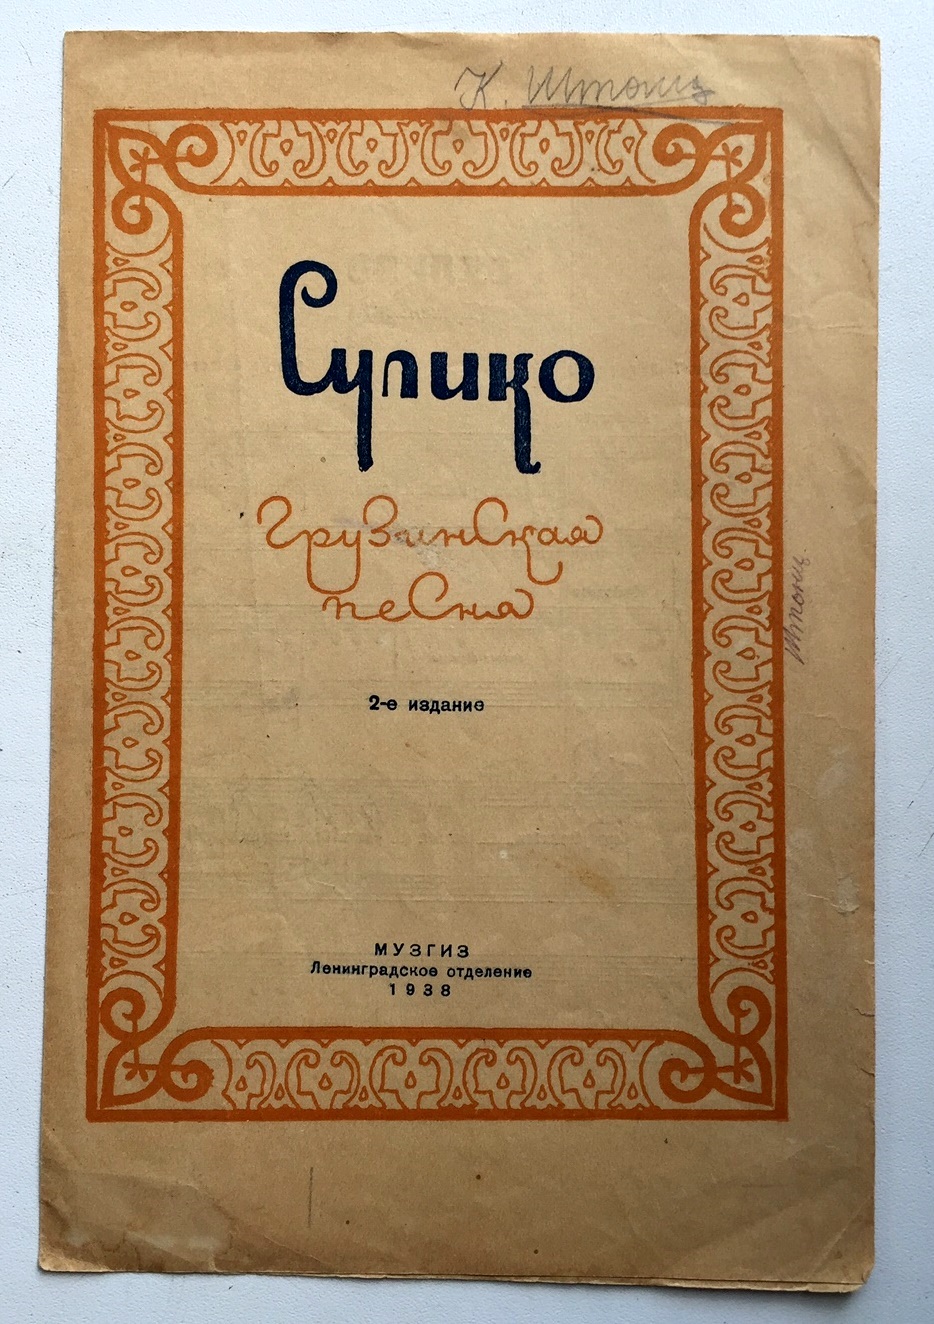 К. Штонц
Сулико
Грузинская
песня
2-е издание
Штонц.
МУЗГИЗ
Ленинградское отделение
1938